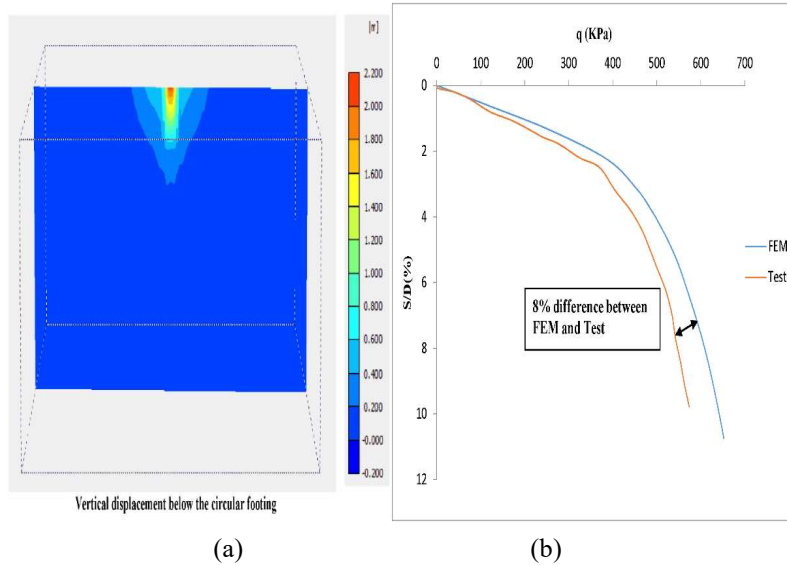 [m]
2.200
2.000
1.800
1.600
1.400
1.200
1.000
0.800
0.600
0.400
0.200
-0.000
-0.200
Vertical displacement below the circular footing
(a)
q (KPa)
0 100 200 300 400 500 600 700
0
2
4
6
8
10
12
S/D(%)
FEM
Test
8% difference between
FEM and Test
(b)